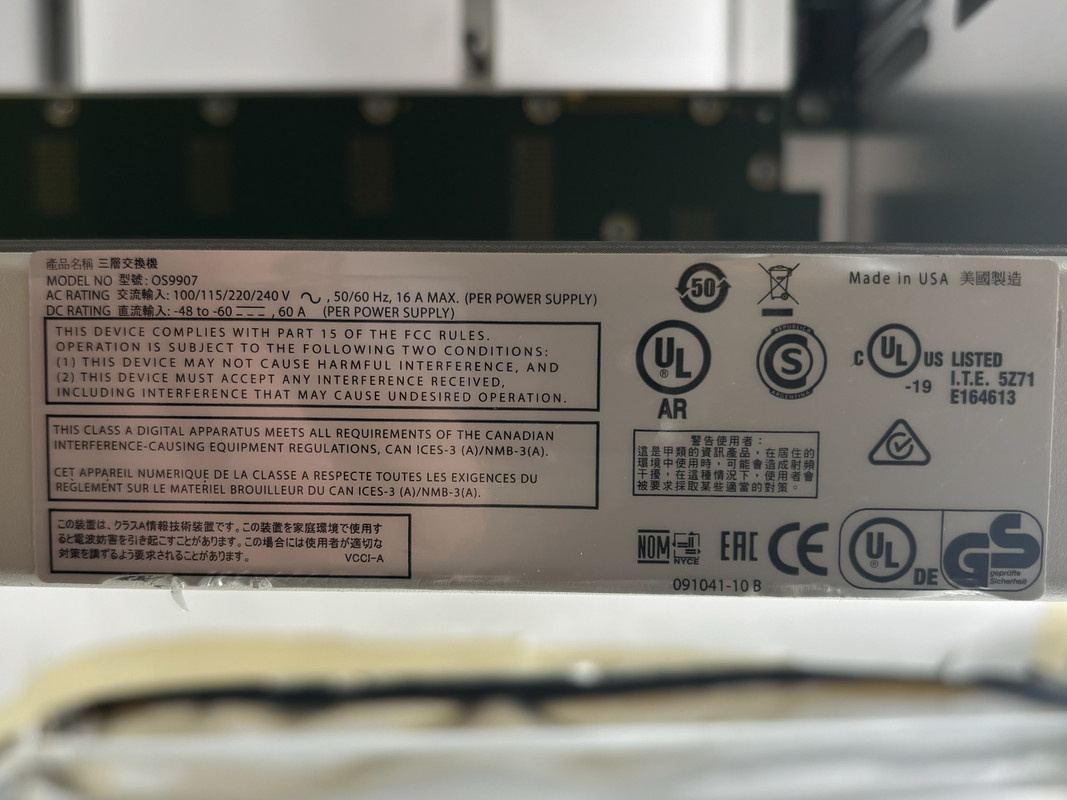 產品名稱 三層交換機
MODEL NO 型號: OS9907
AC RATING 交流輸入: 100/115/220/240 V ∿ , 50/60 Hz, 16 A MAX. (PER POWER SUPPLY)
DC RATING 直流輸入: -48 to -60 ⎓ , 60 A (PER POWER SUPPLY)
THIS DEVICE COMPLIES WITH PART 15 OF THE FCC RULES.
OPERATION IS SUBJECT TO THE FOLLOWING TWO CONDITIONS:
(1) THIS DEVICE MAY NOT CAUSE HARMFUL INTERFERENCE, AND
(2) THIS DEVICE MUST ACCEPT ANY INTERFERENCE RECEIVED,
INCLUDING INTERFERENCE THAT MAY CAUSE UNDESIRED OPERATION.
THIS CLASS A DIGITAL APPARATUS MEETS ALL REQUIREMENTS OF THE CANADIAN
INTERFERENCE-CAUSING EQUIPMENT REGULATIONS, CAN ICES-3 (A)/NMB-3(A).
CET APPAREIL NUMERIQUE DE LA CLASSE A RESPECTE TOUTES LES EXIGENCES DU
REGLEMENT SUR LE MATERIEL BROUILLEUR DU CAN ICES-3 (A)/NMB-3(A).
この装置は、クラスA情報技術装置です。この装置を家庭環境で使用す
ると電波妨害を引き起こすことがあります。この場合には使用者が適切な
対策を講ずるよう要求されることがあります。 VCCI-A
50
Made in USA 美國製造
UL
®
AR
REPUBLICA
S
ARGENTINA
C UL US LISTED
®
-19 I.T.E. 5Z71
E164613
警告使用者:
這是甲類的資訊產品, 在居住的
環境中使用時, 可能會造成射頻
干擾, 在這種情況下, 使用者會
被要求採取某些適當的對策。
NOM
NYCE
EAC
CE
UL
®
DE
GS
geprüfte
Sicherheit
091041-10 B